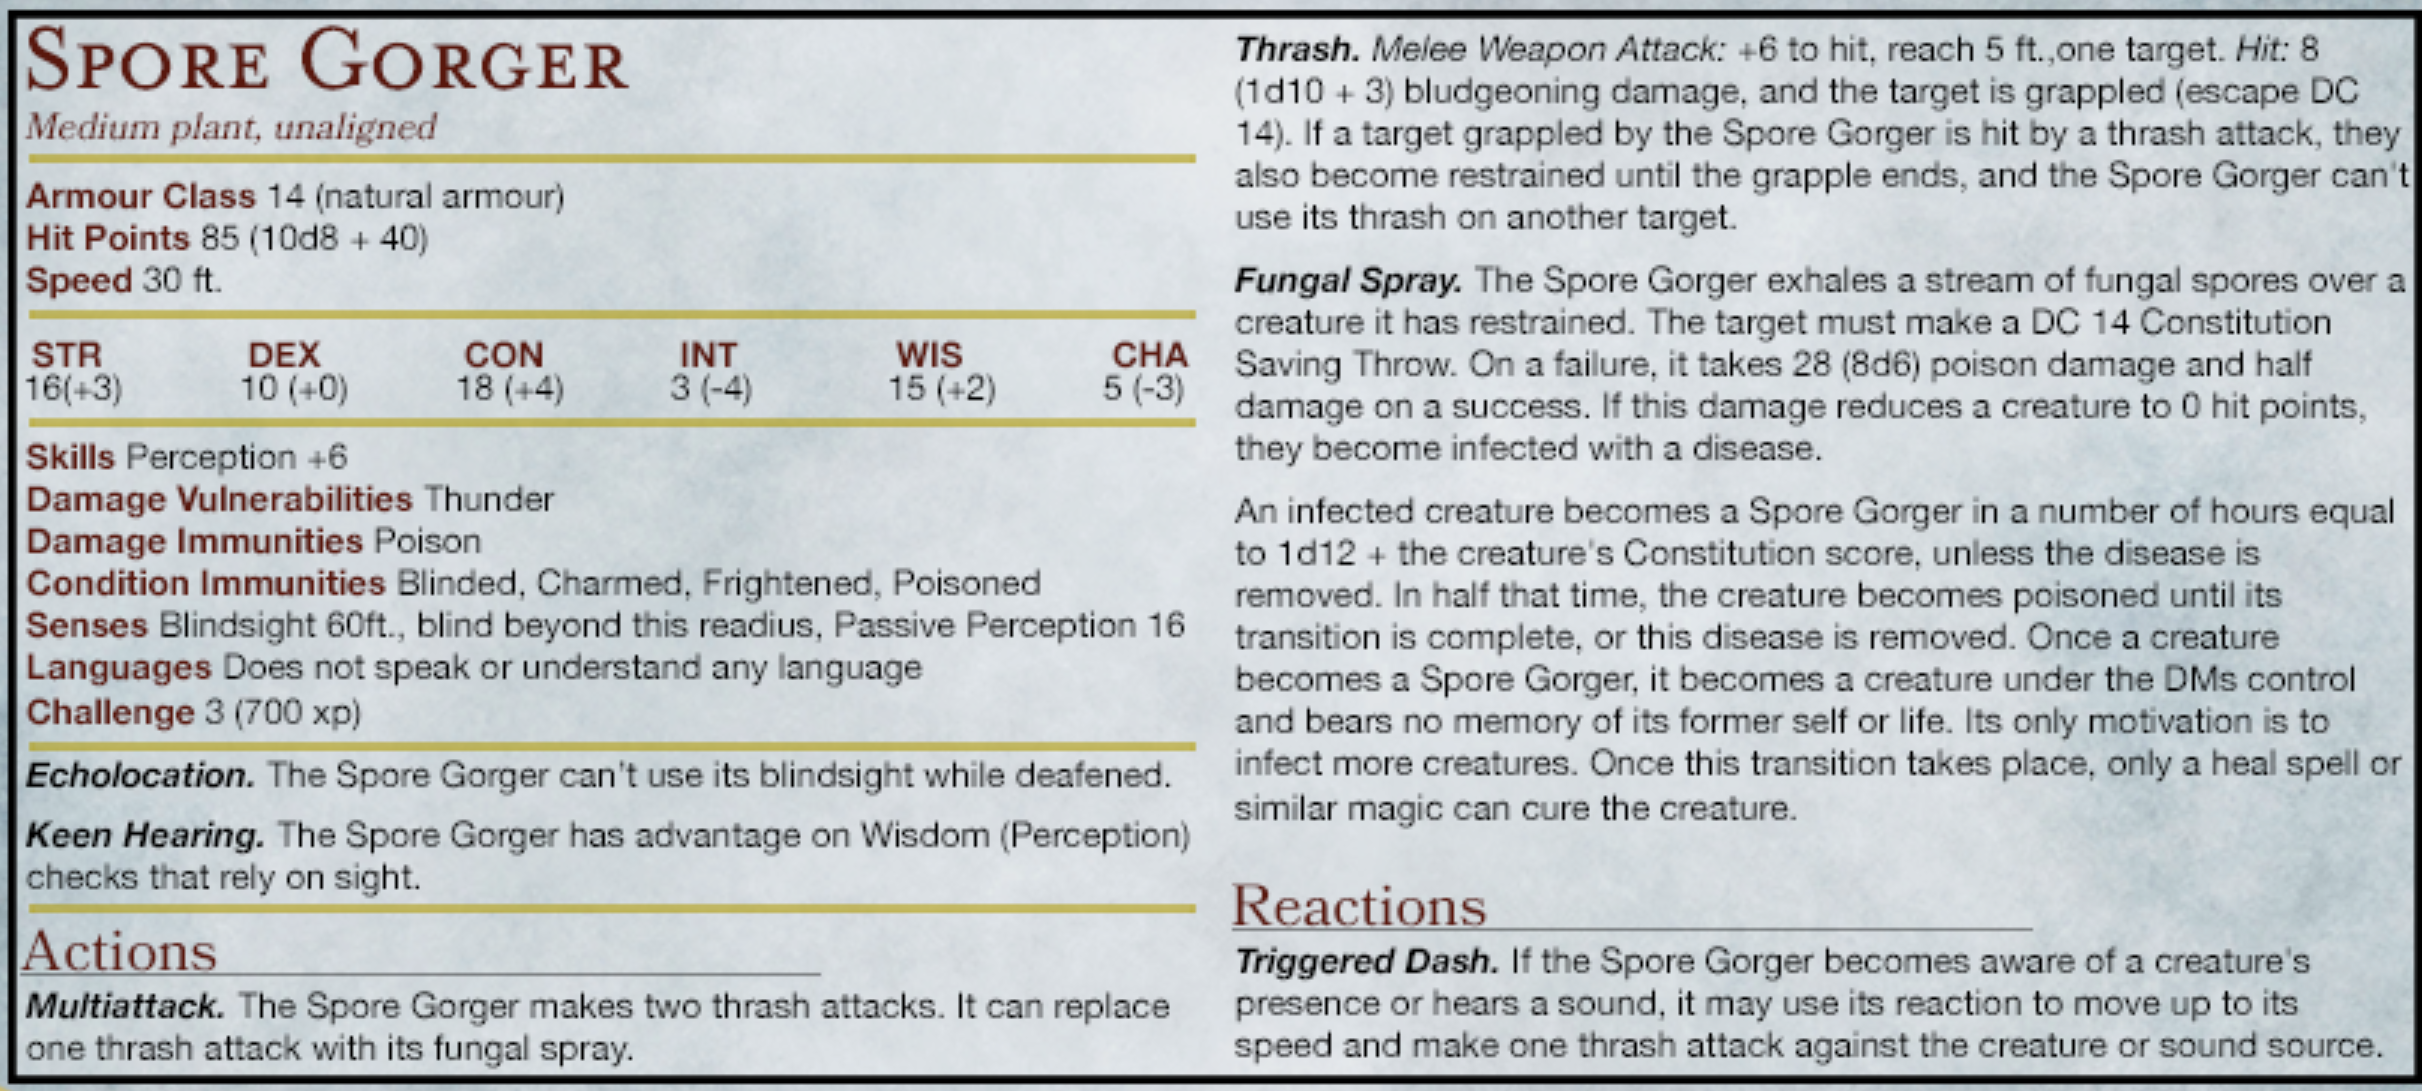 SPORE GORGER
Medium plant, unaligned
Armour Class 14 (natural armour)
Hit Points 85 (10d8 + 40)
Speed 30 ft.
STR DEX CON INT WIS CHA
16(+3) 10 (+0) 18 (+4) 3 (-4) 15 (+2) 5 (-3)
Skills Perception +6
Damage Vulnerabilities Thunder
Damage Immunities Poison
Condition Immunities Blinded, Charmed, Frightened, Poisoned
Senses Blindsight 60ft., blind beyond this readius, Passive Perception 16
Languages Does not speak or understand any language
Challenge 3 (700 xp)
Echolocation. The Spore Gorger can't use its blindsight while deafened.
Keen Hearing. The Spore Gorger has advantage on Wisdom (Perception)
checks that rely on sight.
Actions
Multiattack. The Spore Gorger makes two thrash attacks. It can replace
one thrash attack with its fungal spray.
Thrash. Melee Weapon Attack: +6 to hit, reach 5 ft.,one target. Hit: 8
(1d10 + 3) bludgeoning damage, and the target is grappled (escape DC
14). If a target grappled by the Spore Gorger is hit by a thrash attack, they
also become restrained until the grapple ends, and the Spore Gorger can't
use its thrash on another target.
Fungal Spray. The Spore Gorger exhales a stream of fungal spores over a
creature it has restrained. The target must make a DC 14 Constitution
Saving Throw. On a failure, it takes 28 (8d6) poison damage and half
damage on a success. If this damage reduces a creature to 0 hit points,
they become infected with a disease.
An infected creature becomes a Spore Gorger in a number of hours equal
to 1d12 + the creature's Constitution score, unless the disease is
removed. In half that time, the creature becomes poisoned until its
transition is complete, or this disease is removed. Once a creature
becomes a Spore Gorger, it becomes a creature under the DMs control
and bears no memory of its former self or life. Its only motivation is to
infect more creatures. Once this transition takes place, only a heal spell or
similar magic can cure the creature.
Reactions
Triggered Dash. If the Spore Gorger becomes aware of a creature's
presence or hears a sound, it may use its reaction to move up to its
speed and make one thrash attack against the creature or sound source.